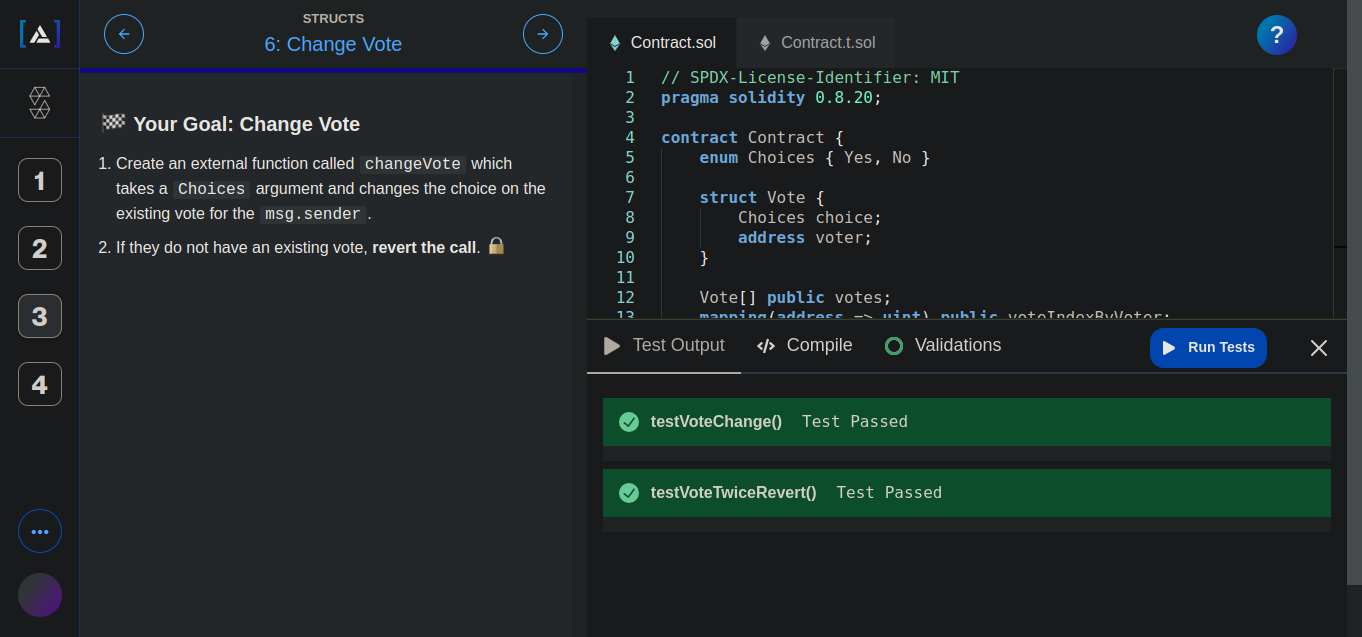 STRUCTS
6: Change Vote
1
2
3
4
Your Goal: Change Vote
1. Create an external function called changeVote which
takes a Choices argument and changes the choice on the
existing vote for the msg.sender.
2. If they do not have an existing vote, revert the call.
Contract.sol
Contract.t.sol
?
1 // SPDX-License-Identifier: MIT
2 pragma solidity 0.8.20;
3
4 contract Contract {
5 enum Choices { Yes, No }
6
7 struct Vote {
8 Choices choice;
9 address voter;
10 }
11
12 Vote[] public votes;
13 mapping(address => uint) public voteIndexByVoter;
Test Output
Compile
Validations
Run Tests
testVoteChange() Test Passed
testVoteTwiceRevert() Test Passed